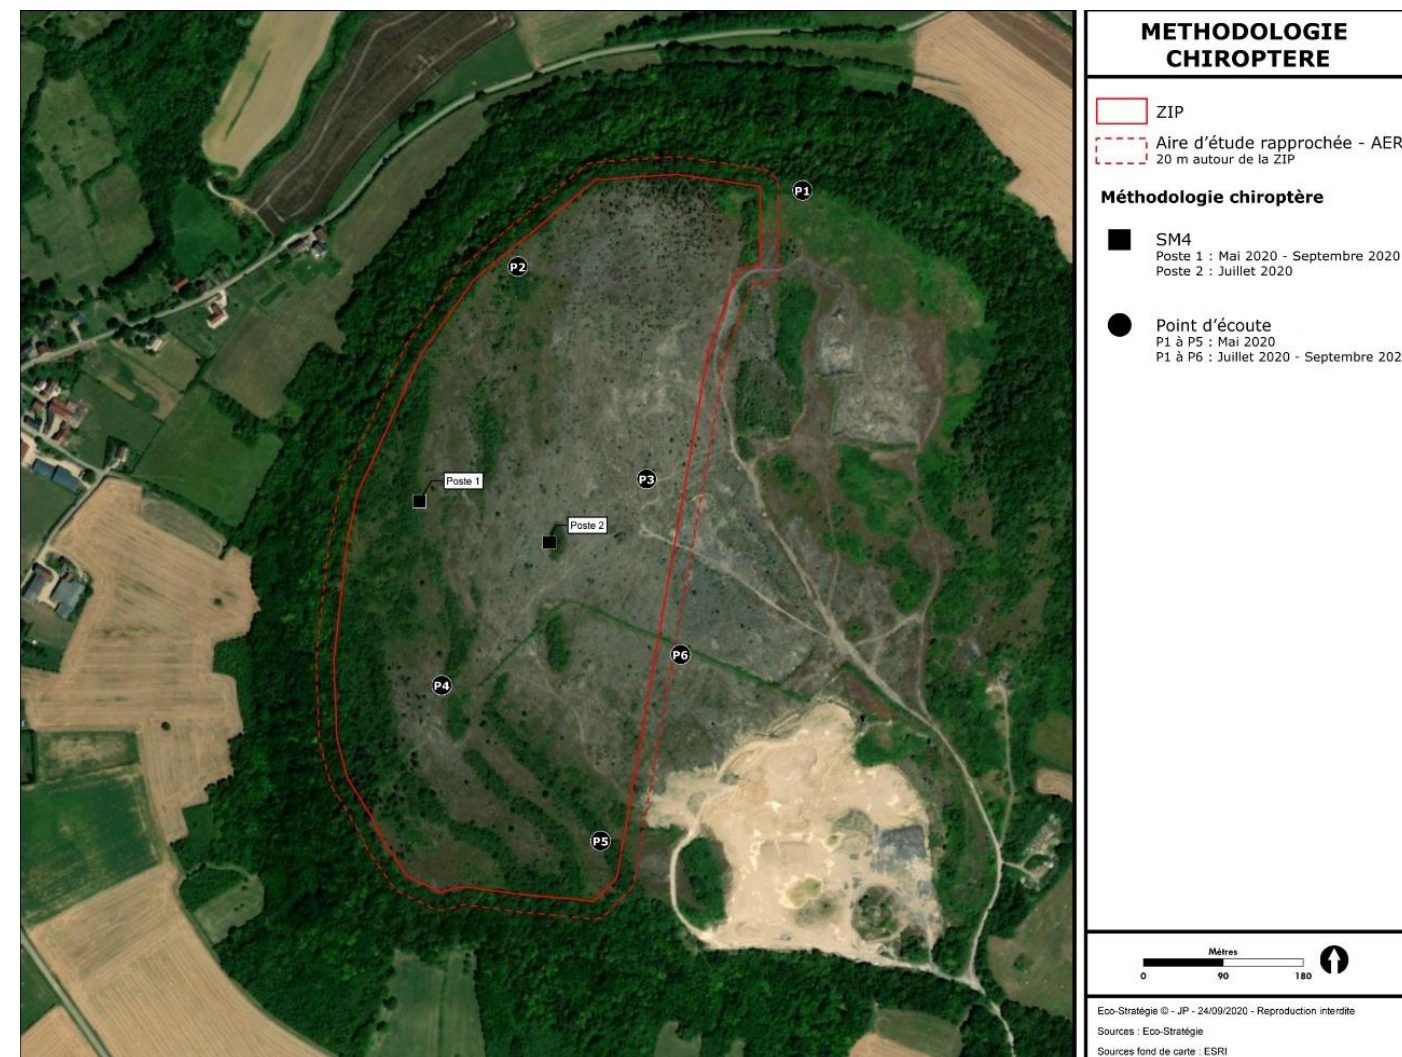 METHODOLOGIE
CHIROPTERE
ZIP
Aire d'étude rapprochée - AER
20 m autour de la ZIP
Méthodologie chiroptère
SM4
Poste 1 : Mai 2020 - Septembre 2020
Poste 2 : Juillet 2020
Point d'écoute
P1 à P5 : Mai 2020
P1 à P6 : Juillet 2020 - Septembre 202
P1
P2
P3
Poste 1
Poste 2
P6
P4
P5
Mètres
0 90 180
Eco-Stratégie © - JP - 24/09/2020 - Reproduction interdite
Sources : Eco-Stratégie
Sources fond de carte : ESRI